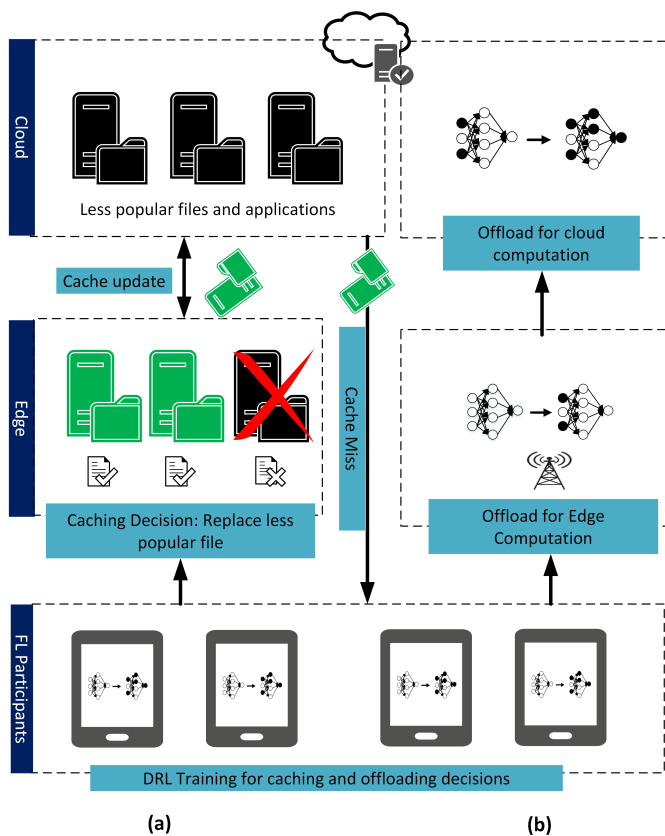 Cloud
Less popular files and applications
Offload for cloud
computation
Cache update
Edge
Cache Miss
Caching Decision: Replace less
popular file
Offload for Edge
Computation
FL Participants
DRL Training for caching and offloading decisions
(a)
(b)